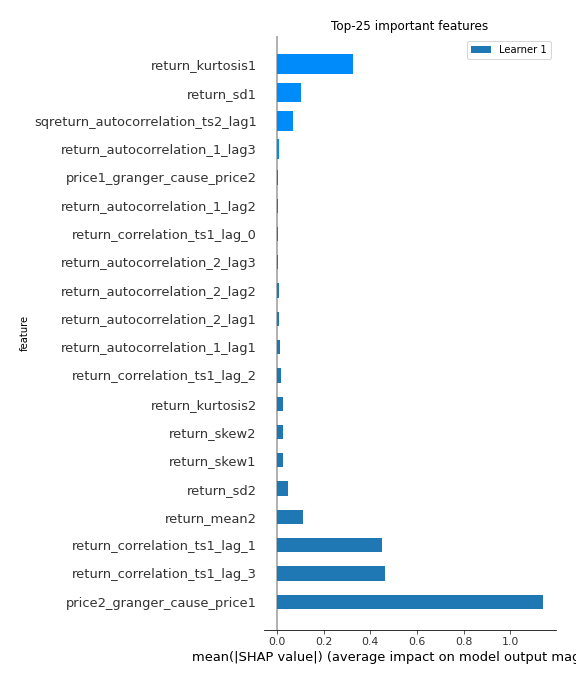 Top-25 important features
Learner 1
return_kurtosis1
return_sd1
sqreturn_autocorrelation_ts2_lag1
return_autocorrelation_1_lag3
price1_granger_cause_price2
return_autocorrelation_1_lag2
return_correlation_ts1_lag_0
return_autocorrelation_2_lag3
return_autocorrelation_2_lag2
return_autocorrelation_2_lag1
return_autocorrelation_1_lag1
return_correlation_ts1_lag_2
return_kurtosis2
return_skew2
return_skew1
return_sd2
return_mean2
return_correlation_ts1_lag_1
return_correlation_ts1_lag_3
price2_granger_cause_price1
feature
0.0 0.2 0.4 0.6 0.8 1.0
mean(|SHAP value|) (average impact on model output mag